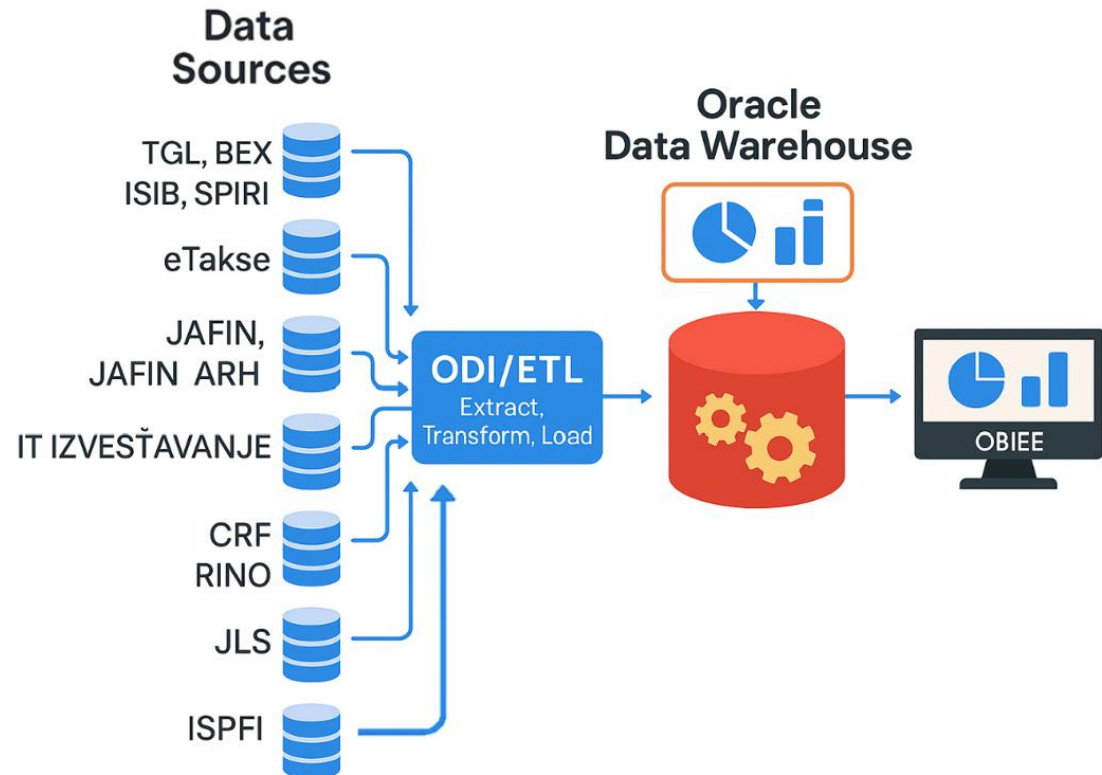 Data
Sources
TGL, BEX
ISIB, SPIRI
eTakse
JAFIN,
JAFIN ARH
IT IZVESŤAVANJE
CRF
RINO
JLS
ISPFI
ODI/ETL
Extract,
Transform, Load
Oracle
Data Warehouse
OBIEE